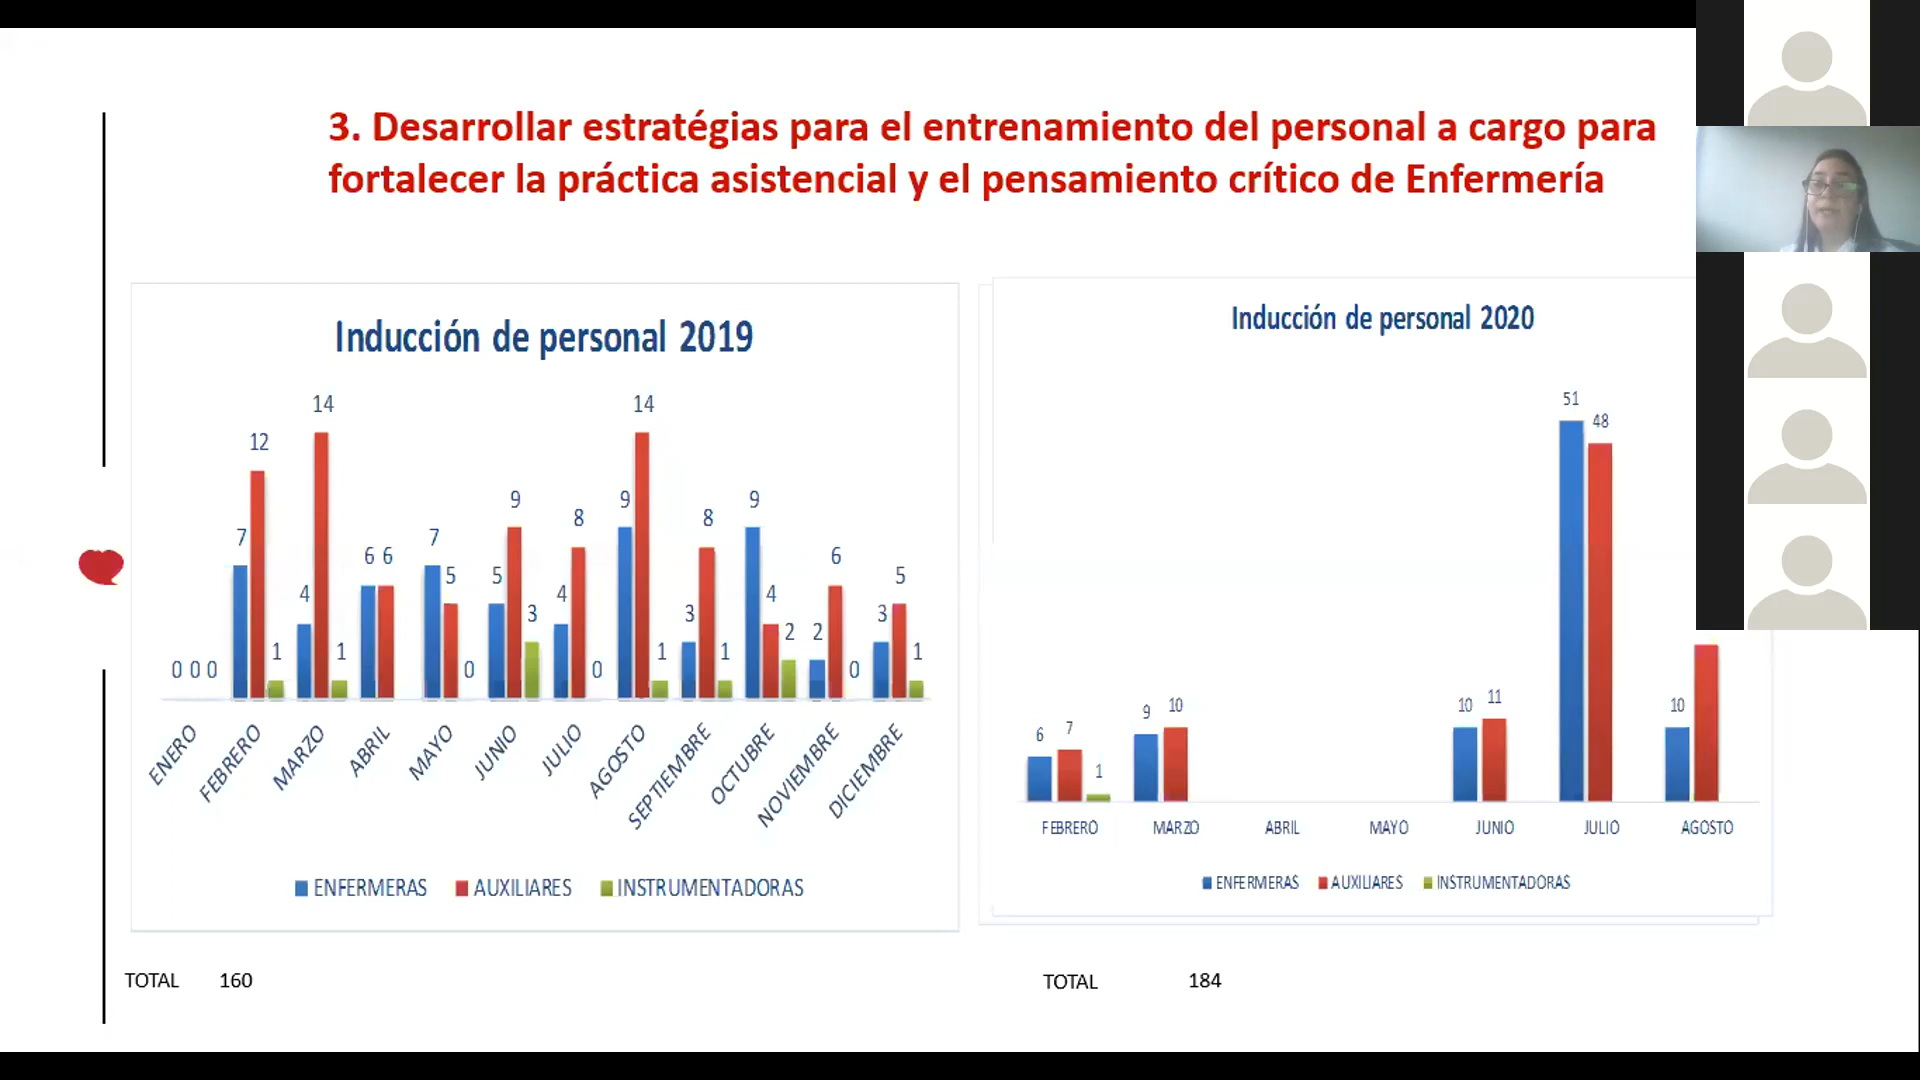 3. Desarrollar estratégias para el entrenamiento del personal a cargo para
fortalecer la práctica asistencial y el pensamiento crítico de Enfermería
Inducción de personal 2019
14 14
12
9 9 9
7 7 8 8
6 6 6
5 5 5
4 4 4
3 3 3
2 2
1 1 1 1 1
0 0 0 0 0 0
ENERO FEBRERO MARZO ABRIL MAYO JUNIO JULIO AGOSTO SEPTIEMBRE OCTUBRE NOVIEMBRE DICIEMBRE
ENFERMERAS AUXILIARES INSTRUMENTADORAS
TOTAL 160
Inducción de personal 2020
51
48
6 7 1 9 10 10 11 10
FEBRERO MARZO ABRIL MAYO JUNIO JULIO AGOSTO
ENFERMERAS AUXILIARES INSTRUMENTADORAS
TOTAL 184